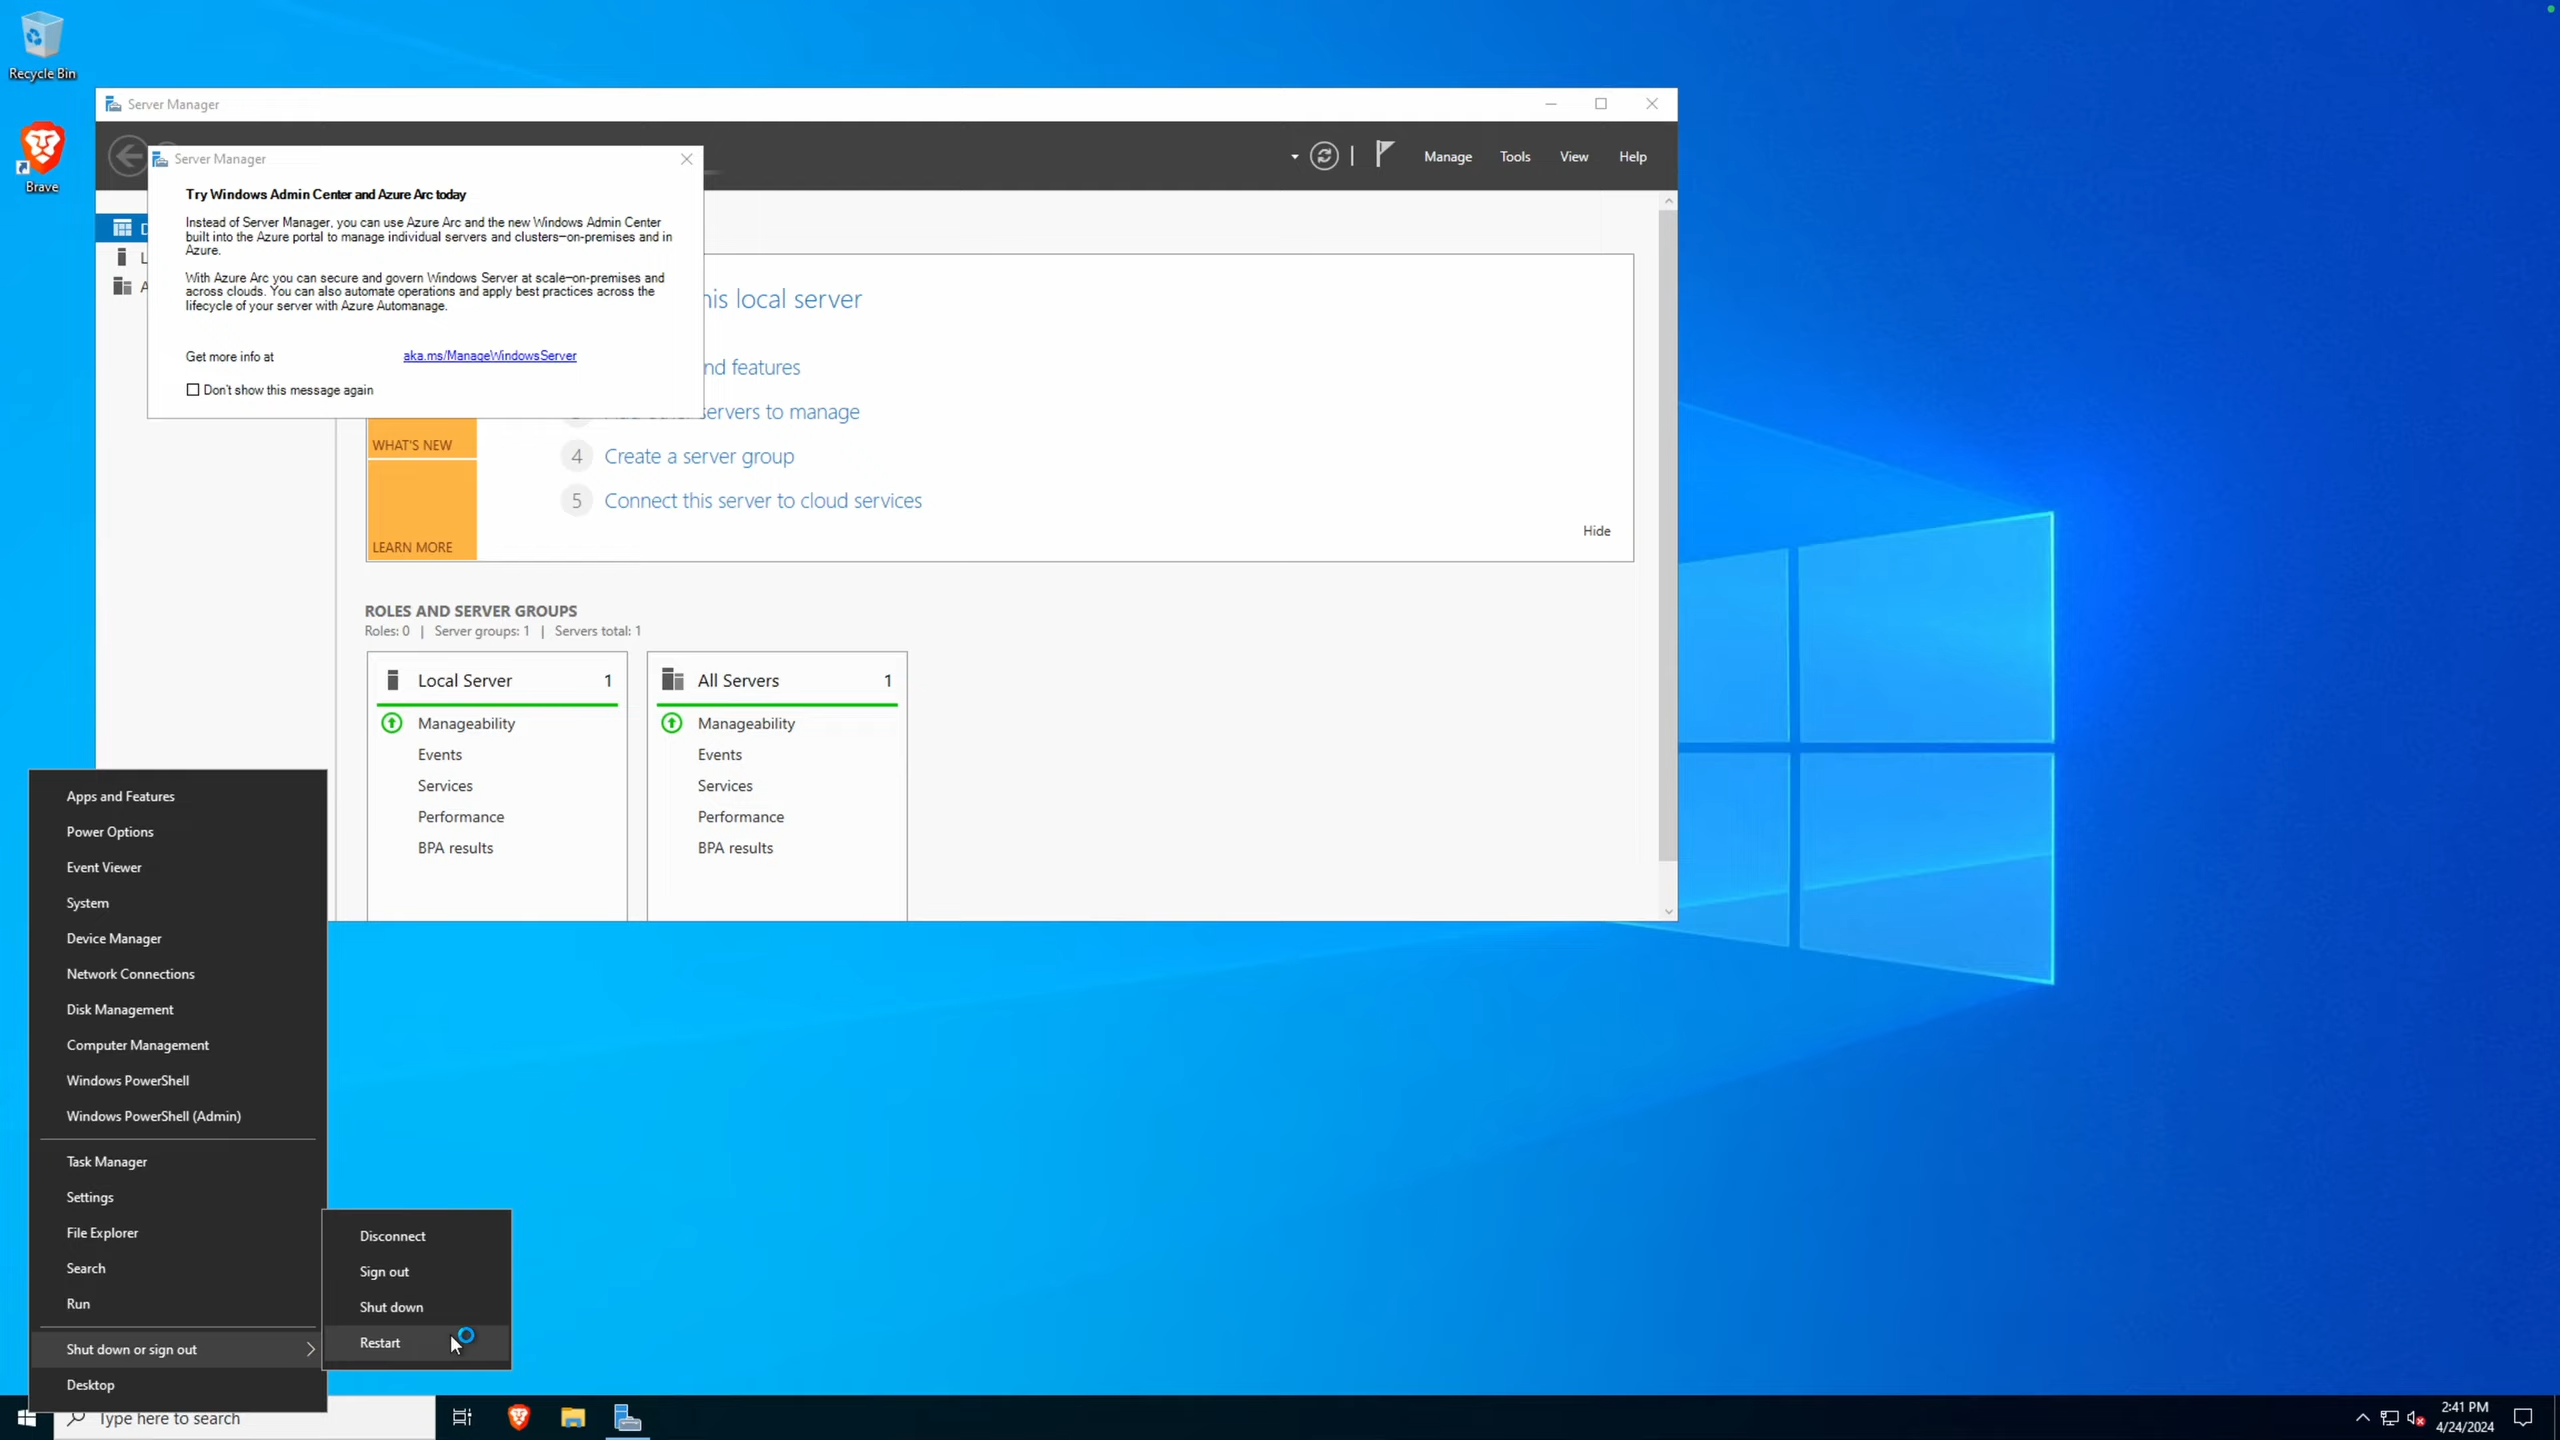 Recycle Bin
Brave
Server Manager
Manage
Tools
View
Help
Server Manager
Try Windows Admin Center and Azure Arc today
Instead of Server Manager, you can use Azure Arc and the new Windows Admin Center
built into the Azure portal to manage individual servers and clusters-on-premises and in
Azure.
With Azure Arc you can secure and govern Windows Server at scale-on-premises and
across clouds. You can also automate operations and apply best practices across the
lifecycle of your server with Azure Automanage.
Get more info at aka.ms/ManageWindowsServer
Don't show this message again
his local server
nd features
servers to manage
WHAT'S NEW
4 Create a server group
5 Connect this server to cloud services
Hide
LEARN MORE
ROLES AND SERVER GROUPS
Roles: 0 | Server groups: 1 | Servers total: 1
Local Server 1
Manageability
Events
Services
Performance
BPA results
All Servers 1
Manageability
Events
Services
Performance
BPA results
Apps and Features
Power Options
Event Viewer
System
Device Manager
Network Connections
Disk Management
Computer Management
Windows PowerShell
Windows PowerShell (Admin)
Task Manager
Settings
File Explorer
Search
Run
Shut down or sign out
Desktop
Disconnect
Sign out
Shut down
Restart
Type here to search
2:41 PM
4/24/2024